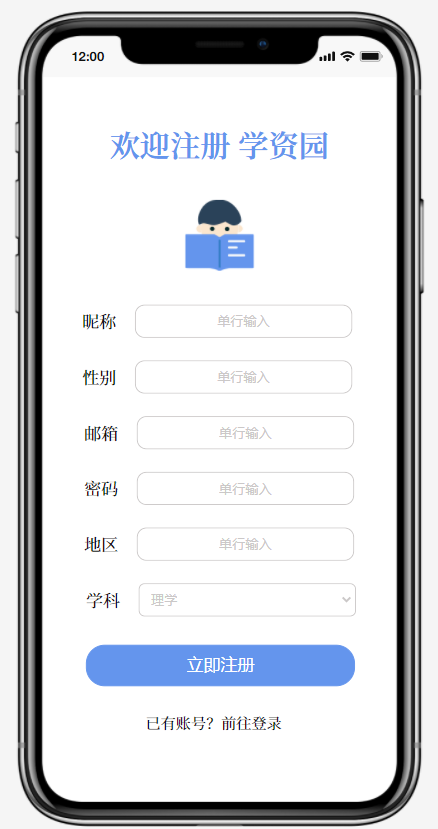 12:00
欢迎注册 学资园
昵称 单行输入
性别 单行输入
邮箱 单行输入
密码 单行输入
地区 单行输入
学科 理学
立即注册
已有账号？前往登录